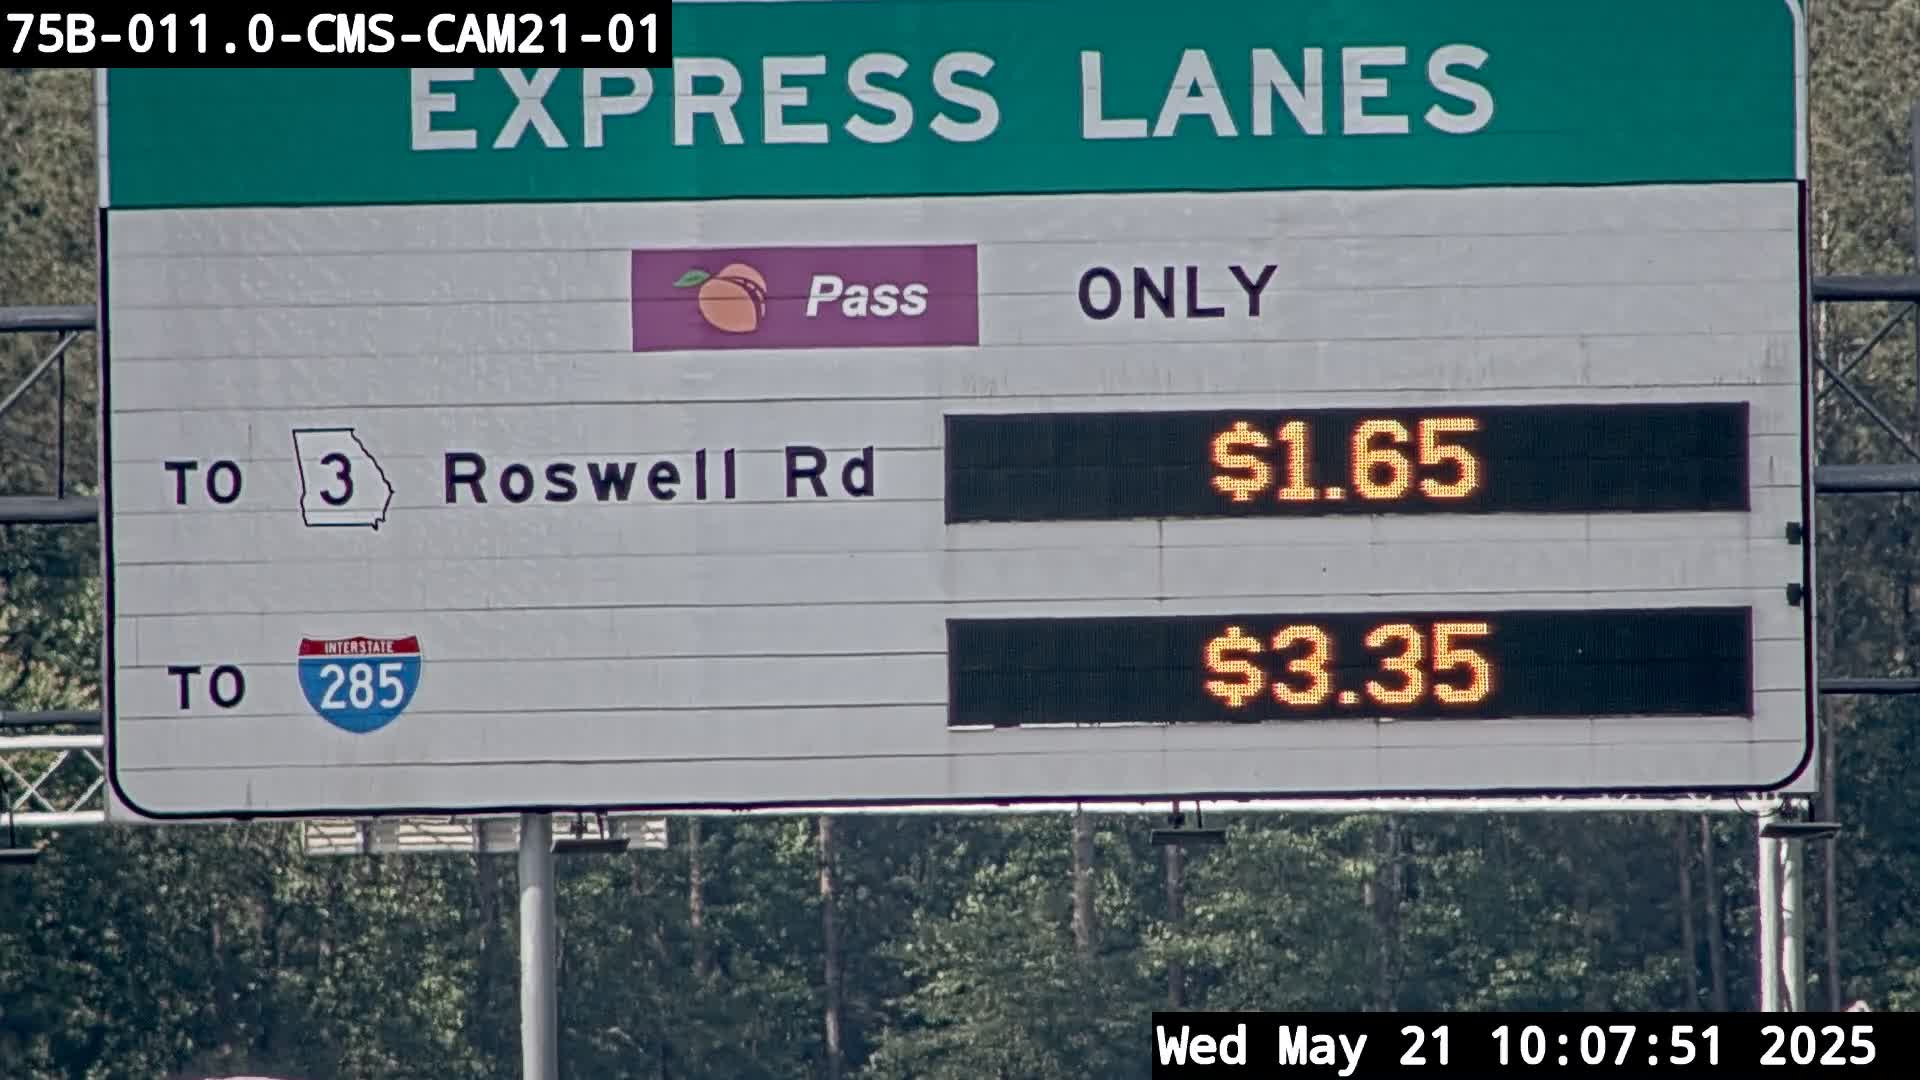 75B-011.0-CMS-CAM21-01
EXPRESS LANES
Pass ONLY
TO 3 Roswell Rd $1.65
INTERSTATE
TO 285 $3.35
Wed May 21 10:07:51 2025